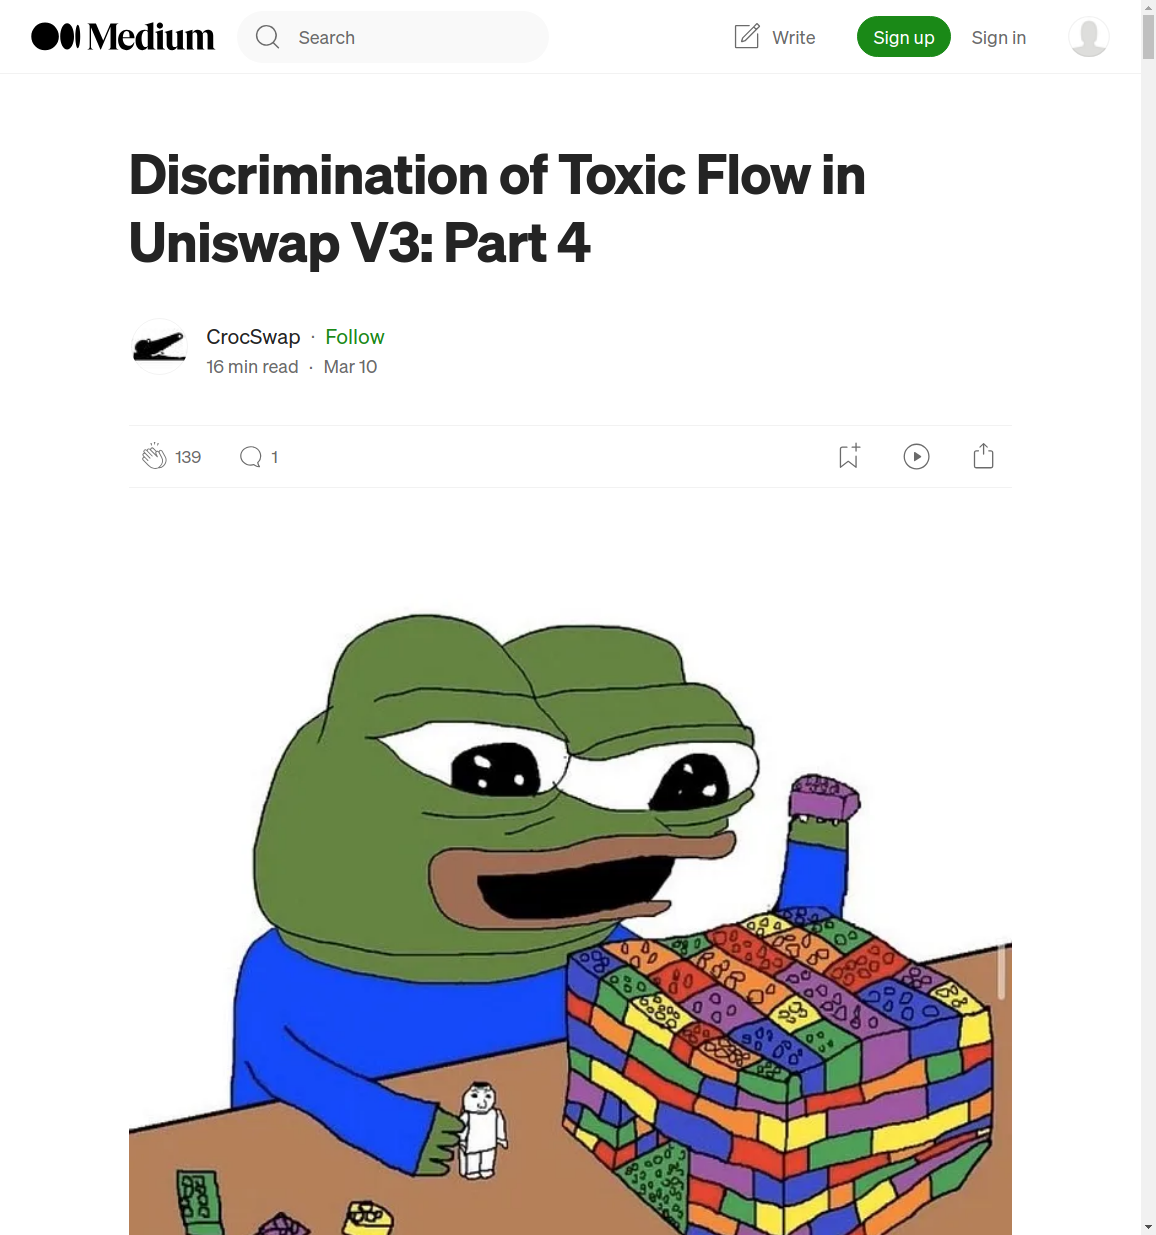 Medium
Search
Write
Sign up
Sign in
Discrimination of Toxic Flow in
Uniswap V3: Part 4
CrocSwap · Follow
16 min read · Mar 10
139
1